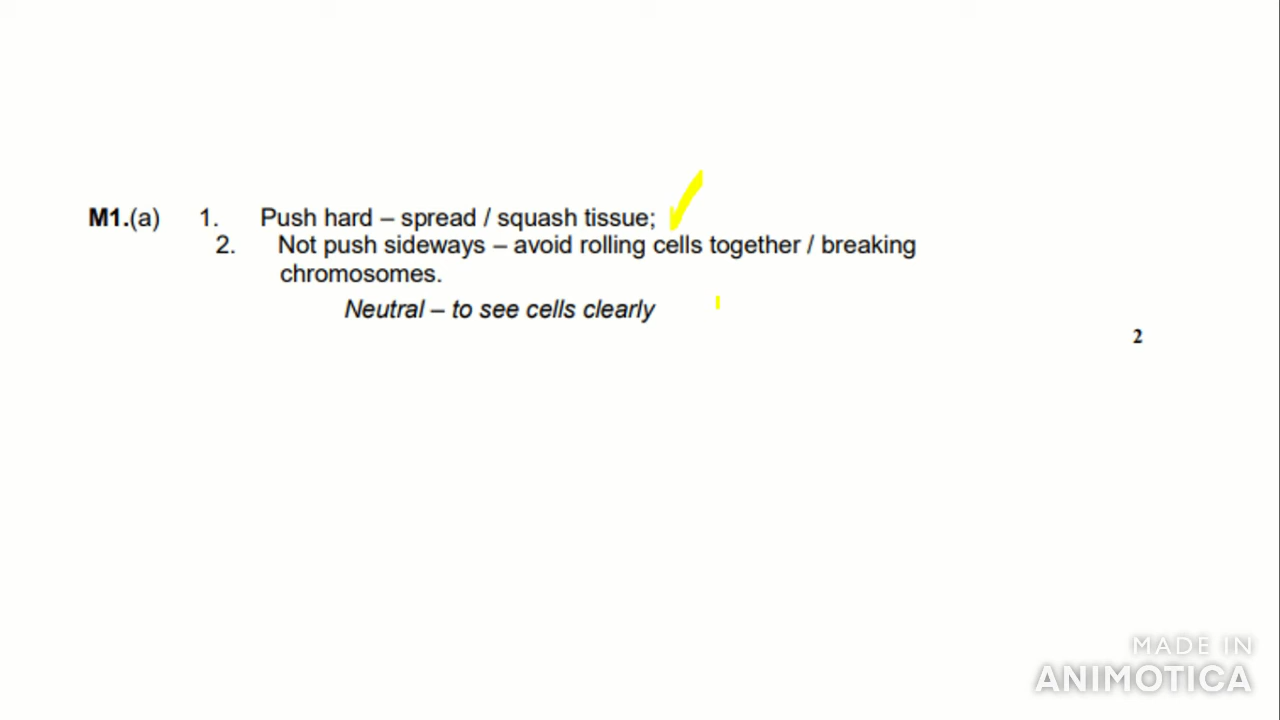 M1.(a) 1. Push hard – spread / squash tissue;
2. Not push sideways – avoid rolling cells together / breaking
chromosomes.
Neutral – to see cells clearly
2
MADE IN
ANIMOTICA